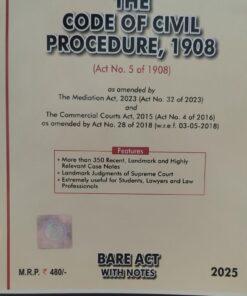 THE
CODE OF CIVIL
PROCEDURE, 1908
(Act No. 5 of 1908)
as amended by
The Mediation Act, 2023 (Act No. 32 of 2023)
and
The Commercial Courts Act, 2015 (Act No. 4 of 2016)
as amended by Act No. 28 of 2018 (w.r.e.f. 03-05-2018)
Features
• More than 350 Recent, Landmark and Highly
Relevant Case Notes
• Landmark Judgments of Supreme Court
• Extremely useful for Students, Lawyers and Law
Professionals
BARE ACT
WITH NOTES
M.R.P. ₹ 480/-
2025